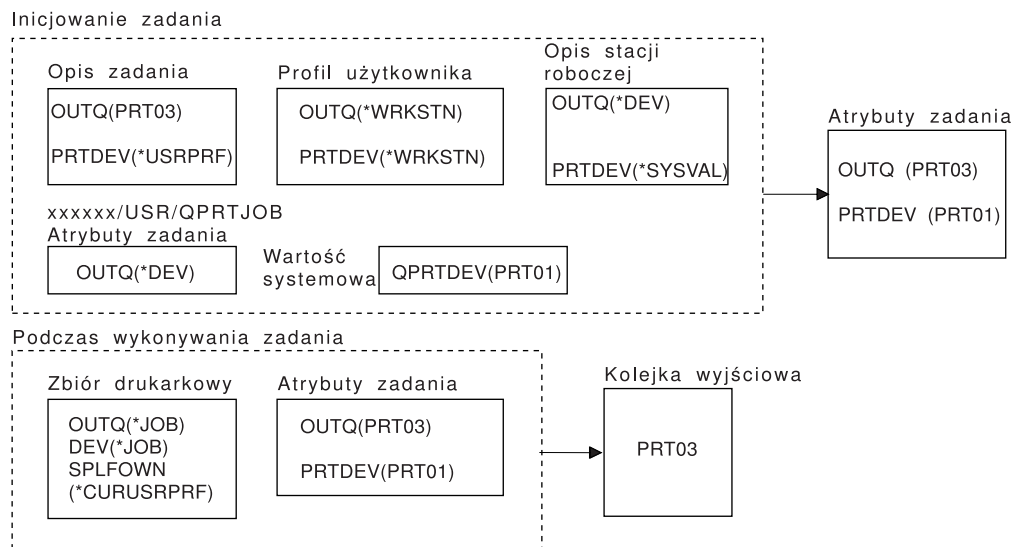 Inicjowanie zadania
Opis zadania
OUTQ(PRT03)
PRTDEV(*USRPRF)
Profil użytkownika
OUTQ(*WRKSTN)
PRTDEV(*WRKSTN)
Opis stacji
roboczej
OUTQ(*DEV)
PRTDEV(*SYSVAL)
Atrybuty zadania
OUTQ (PRT03)
PRTDEV (PRT01)
xxxxxx/USR/QPRTJOB
Atrybuty zadania
OUTQ(*DEV)
Wartość
systemowa
QPRTDEV(PRT01)
Podczas wykonywania zadania
Zbiór drukarkowy
OUTQ(*JOB)
DEV(*JOB)
SPLFOWN
(*CURUSRPRF)
Atrybuty zadania
OUTQ(PRT03)
PRTDEV(PRT01)
Kolejka wyjściowa
PRT03